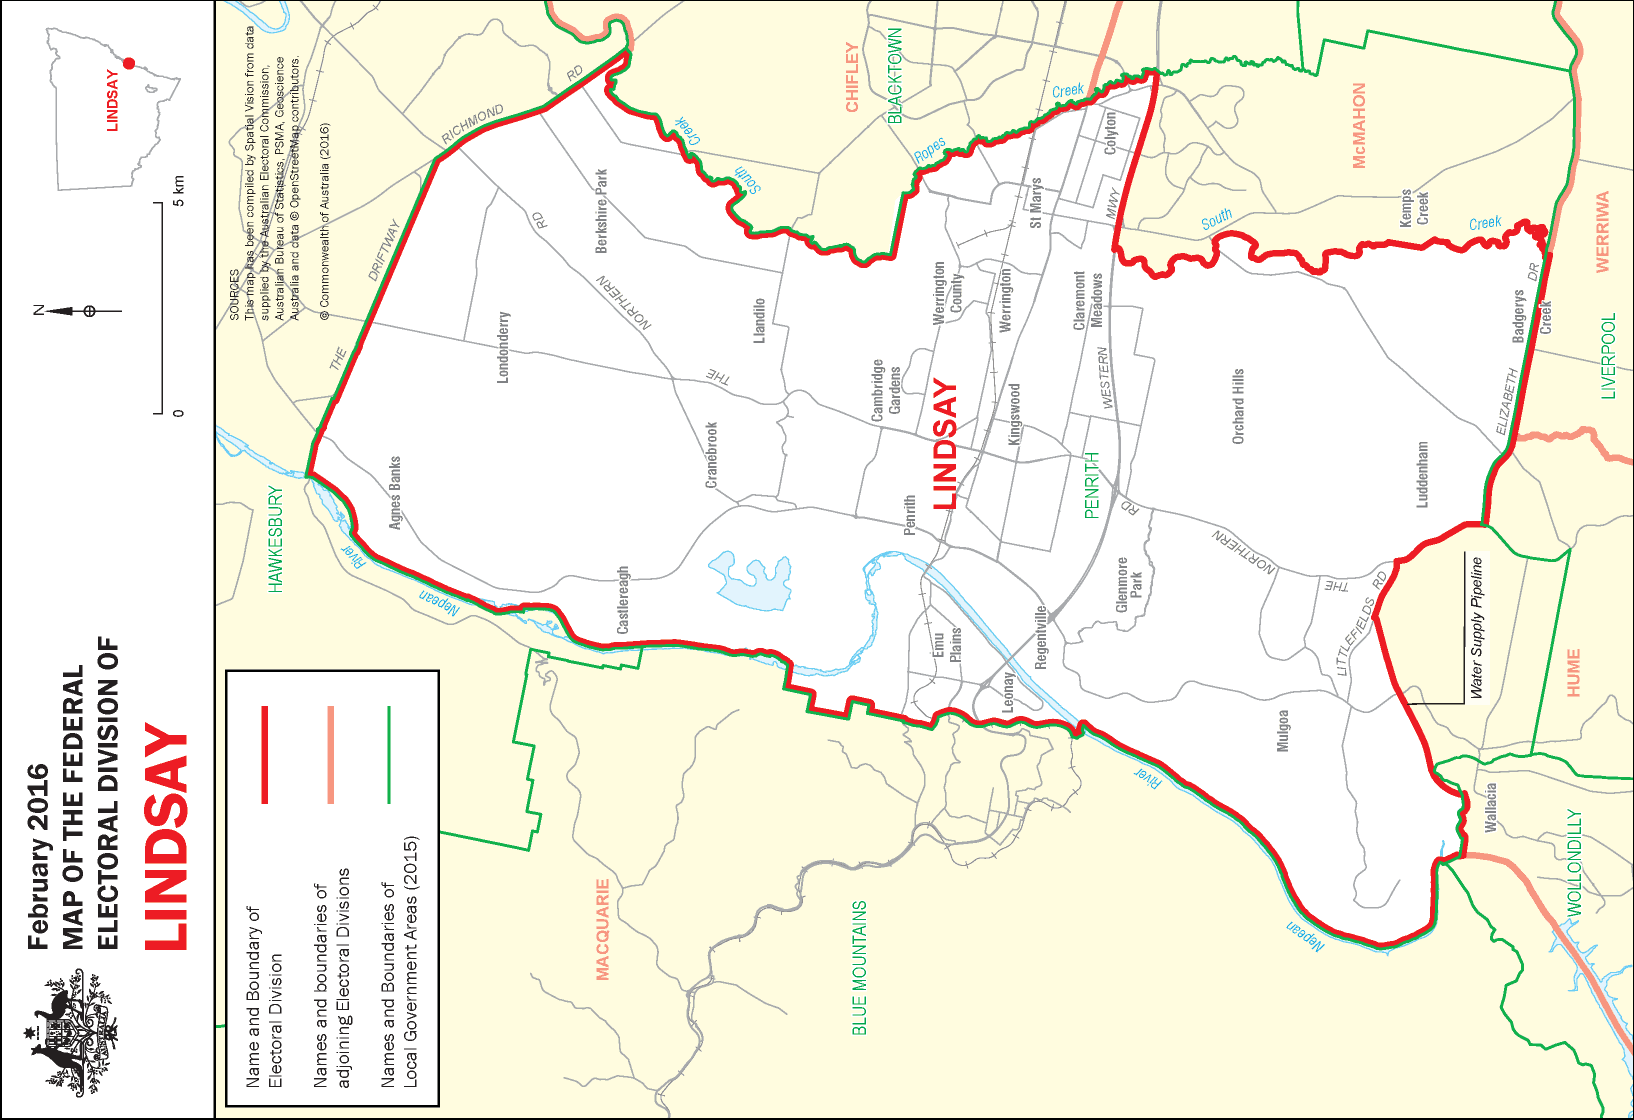 February 2016
MAP OF THE FEDERAL
ELECTORAL DIVISION OF
LINDSAY
LINDSAY
N
0
5 km
SOURCES
This map has been compiled by Spatial Vision from data
supplied by the Australian Electoral Commission,
Australian Bureau of Statistics, PSMA, Geoscience
Australia and data © OpenStreetMap contributors.
© Commonwealth of Australia (2016)
Name and Boundary of
Electoral Division
Names and boundaries of
adjoining Electoral Divisions
Names and Boundaries of
Local Government Areas (2015)
HAWKESBURY
THE
DRIFTWAY
RICHMOND
RD
River
Nepean
Agnes Banks
Londonderry
Berkshire Park
THE
NORTHERN
RD
Castlereagh
Cranebrook
Llandilo
South
Creek
CHIFLEY
BLACKTOWN
Ropes
Creek
Cambridge
Gardens
Werrington
County
Werrington
St Marys
Colyton
Penrith
LINDSAY
Kingswood
Claremont
Meadows
WESTERN
MWY
PENRITH
Emu
Plains
Leonay
Regentville
Glenmore
Park
RD
NORTHERN
THE
Orchard Hills
South
Creek
McMAHON
Kemps
Creek
WERRIWA
LIVERPOOL
Badgerys
Creek
ELIZABETH
DR
Luddenham
LITTLEFIELDS
RD
Water Supply Pipeline
HUME
Mulgoa
River
Nepean
Wallacia
WOLLONDILLY
MACQUARIE
BLUE MOUNTAINS